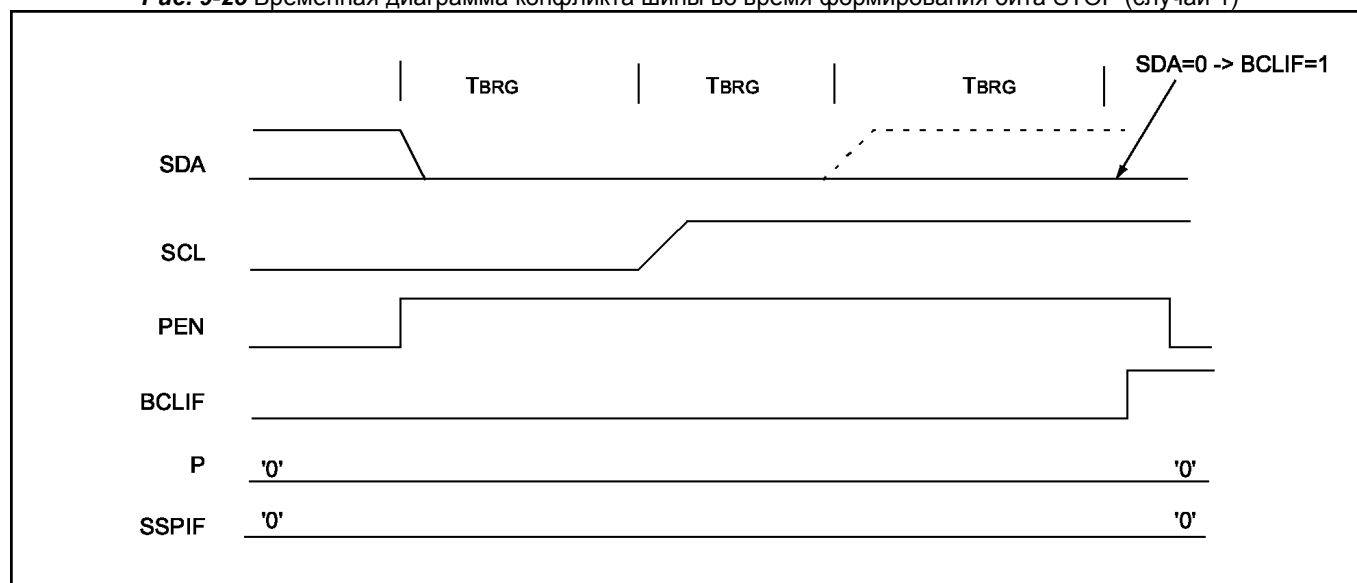 SDA=0 -> BCLIF=1
TBRG TBRG TBRG
SDA
SCL
PEN
BCLIF
P '0' '0'
SSPIF '0' '0'